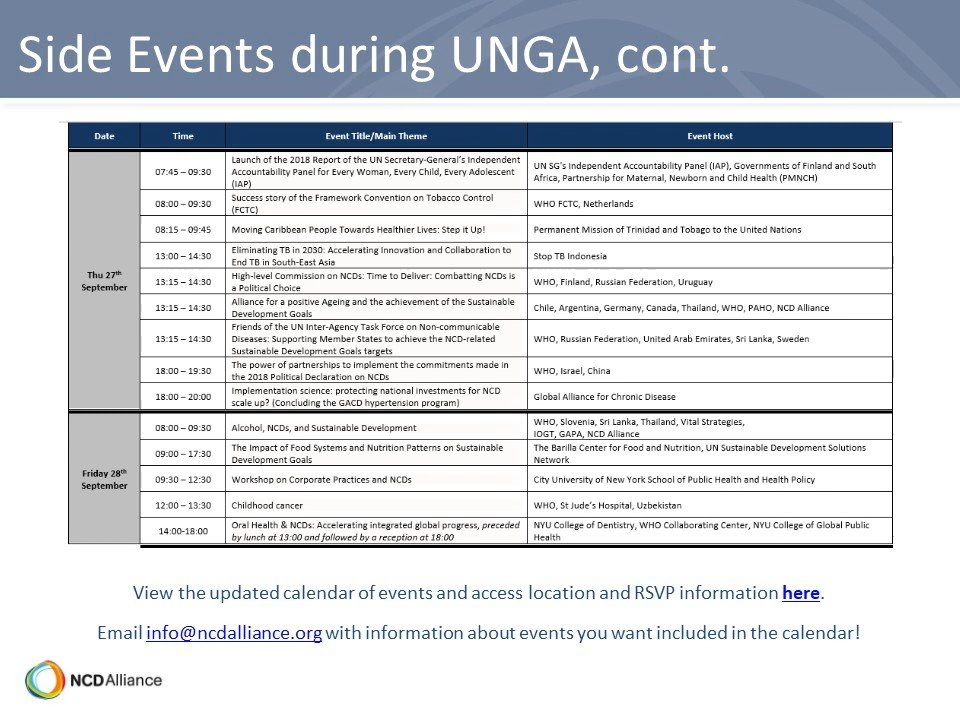 Side Events during UNGA, cont.
Date Time Event Title/Main Theme Event Host
Thu 27th
September
07:45 – 09:30
Launch of the 2018 Report of the UN Secretary-General's Independent
Accountability Panel for Every Woman, Every Child, Every Adolescent
(IAP)
UN SG's Independent Accountability Panel (IAP), Governments of Finland and South
Africa, Partnership for Maternal, Newborn and Child Health (PMNCH)
08:00 – 09:30
Success story of the Framework Convention on Tobacco Control
(FCTC)
WHO FCTC, Netherlands
08:15 – 09:45
Moving Caribbean People Towards Healthier Lives: Step it Up!
Permanent Mission of Trinidad and Tobago to the United Nations
13:00 – 14:30
Eliminating TB in 2030: Accelerating Innovation and Collaboration to
End TB in South-East Asia
Stop TB Indonesia
13:15 – 14:30
High-level Commission on NCDs: Time to Deliver: Combatting NCDs is
a Political Choice
WHO, Finland, Russian Federation, Uruguay
13:15 – 14:30
Alliance for a positive Ageing and the achievement of the Sustainable
Development Goals
Chile, Argentina, Germany, Canada, Thailand, WHO, PAHO, NCD Alliance
13:15 – 14:30
Friends of the UN Inter-Agency Task Force on Non-communicable
Diseases: Supporting Member States to achieve the NCD-related
Sustainable Development Goals targets
WHO, Russian Federation, United Arab Emirates, Sri Lanka, Sweden
18:00 – 19:30
The power of partnerships to implement the commitments made in
the 2018 Political Declaration on NCDs
WHO, Israel, China
18:00 – 20:00
Implementation science: protecting national investments for NCD
scale up? (Concluding the GACD hypertension program)
Global Alliance for Chronic Disease
Friday 28th
September
08:00 – 09:30
Alcohol, NCDs, and Sustainable Development
WHO, Slovenia, Sri Lanka, Thailand, Vital Strategies,
IOGT, GAPA, NCD Alliance
09:00 – 17:30
The Impact of Food Systems and Nutrition Patterns on Sustainable
Development Goals
The Barilla Center for Food and Nutrition, UN Sustainable Development Solutions
Network
09:30 – 12:30
Workshop on Corporate Practices and NCDs
City University of New York School of Public Health and Health Policy
12:00 – 13:30
Childhood cancer
WHO, St Jude's Hospital, Uzbekistan
14:00-18:00
Oral Health & NCDs: Accelerating integrated global progress, preceded
by lunch at 13:00 and followed by a reception at 18:00
NYU College of Dentistry, WHO Collaborating Center, NYU College of Global Public
Health
View the updated calendar of events and access location and RSVP information here.
Email info@ncdalliance.org with information about events you want included in the calendar!
NCD Alliance